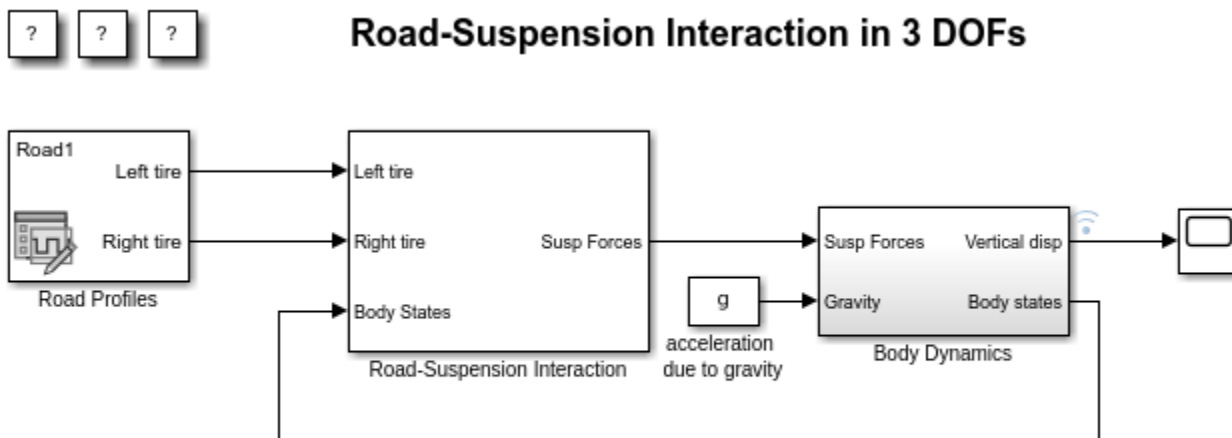 ? ? ?
Road-Suspension Interaction in 3 DOFs
Road1
Left tire
Right tire
Road Profiles
Left tire
Right tire
Body States
Susp Forces
Road-Suspension Interaction
g
acceleration
due to gravity
Susp Forces
Gravity
Vertical disp
Body states
Body Dynamics